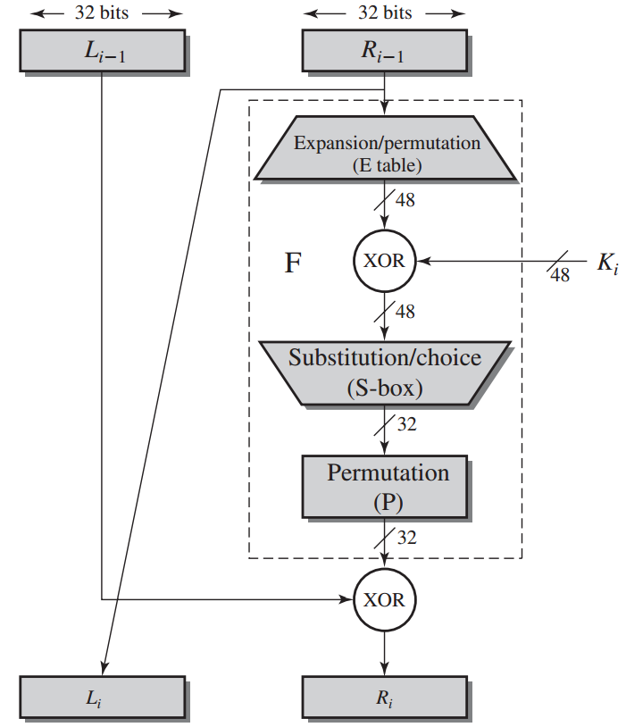 32 bits
32 bits
L_{i−1}
R_{i−1}
Expansion/permutation
(E table)
48
F
XOR
48
K_i
48
Substitution/choice
(S-box)
32
Permutation
(P)
32
XOR
L_i
R_i